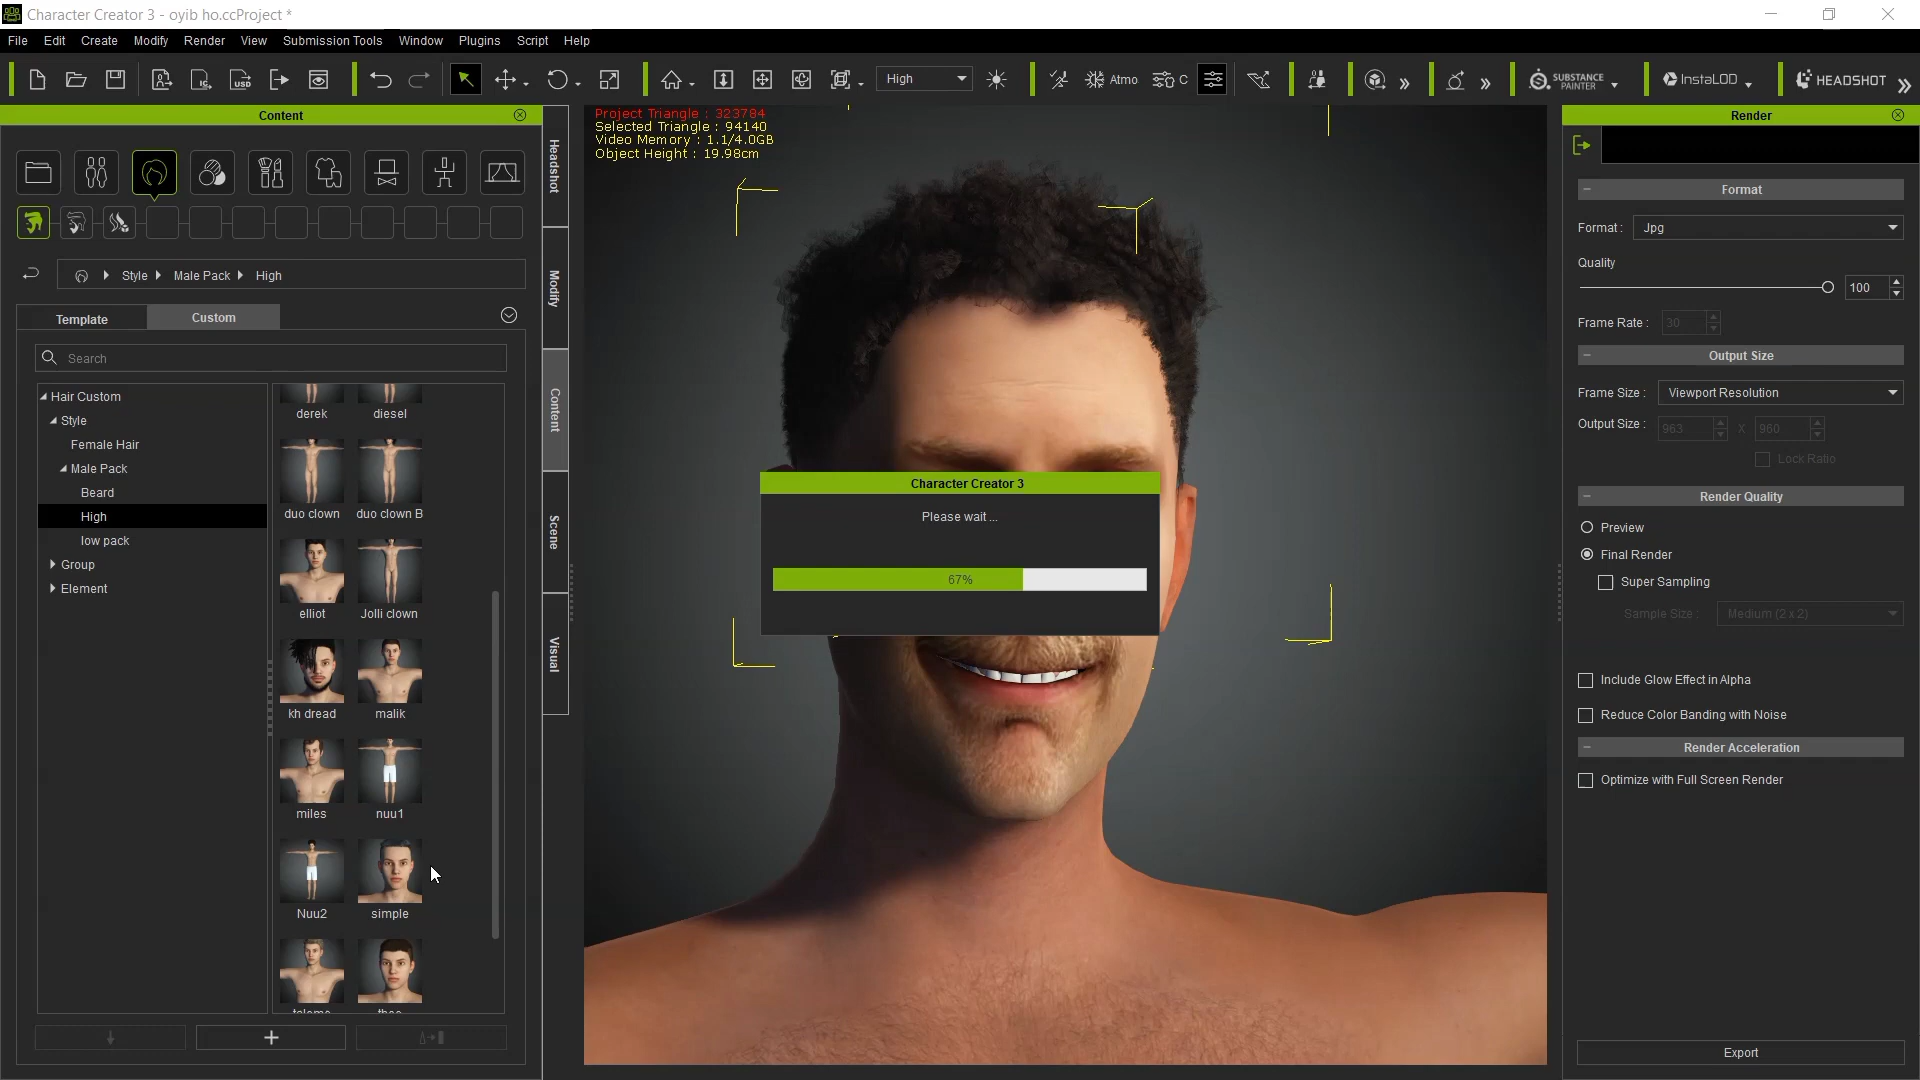 Character Creator 3 - oyib ho.ccProject *
File Edit Create Modify Render View Submission Tools Window Plugins Script Help
High
Atmo
C
SUBSTANCE PAINTER
InstaLOD
HEADSHOT
Content
Style Male Pack High
Template Custom
Search
Hair Custom
Style
Female Hair
Male Pack
Beard
High
low pack
Group
Element
derek diesel
duo clown duo clown B
elliot Jolli clown
kh dread malik
miles nuu1
Nuu2 simple
Headshot
Modify
Content
Scene
Visual
Project Triangle : 323784
Selected Triangle : 94140
Video Memory : 1.1/4.0GB
Object Height : 19.98cm
Character Creator 3
Please wait ...
67%
Render
Format
Format : Jpg
Quality
100
Frame Rate : 30
Output Size
Frame Size : Viewport Resolution
Output Size : 963 X 960
Lock Ratio
Render Quality
Preview
Final Render
Super Sampling
Sample Size : Medium (2 x 2)
Include Glow Effect in Alpha
Reduce Color Banding with Noise
Render Acceleration
Optimize with Full Screen Render
Export